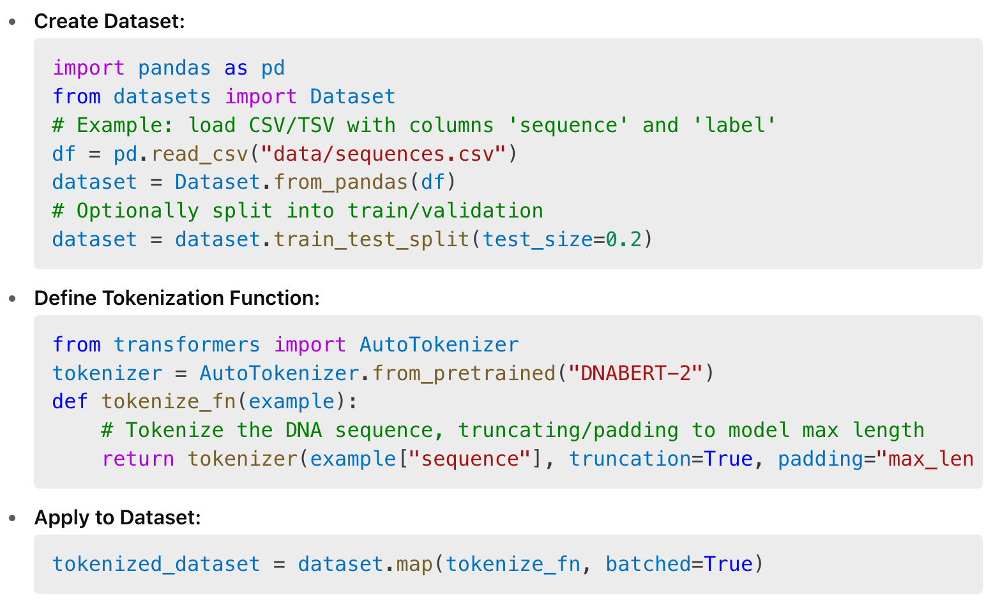 • Create Dataset:
import pandas as pd
from datasets import Dataset
# Example: load CSV/TSV with columns 'sequence' and 'label'
df = pd.read_csv("data/sequences.csv")
dataset = Dataset.from_pandas(df)
# Optionally split into train/validation
dataset = dataset.train_test_split(test_size=0.2)
• Define Tokenization Function:
from transformers import AutoTokenizer
tokenizer = AutoTokenizer.from_pretrained("DNABERT-2")
def tokenize_fn(example):
    # Tokenize the DNA sequence, truncating/padding to model max length
    return tokenizer(example["sequence"], truncation=True, padding="max_len
• Apply to Dataset:
tokenized_dataset = dataset.map(tokenize_fn, batched=True)